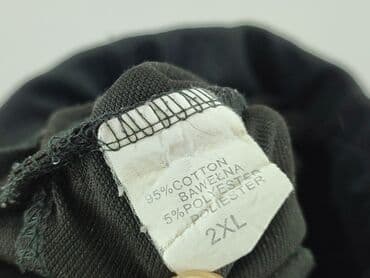 95%COTTON
BAWEŁNA
5%POLYESTER
POLIESTER
2XL